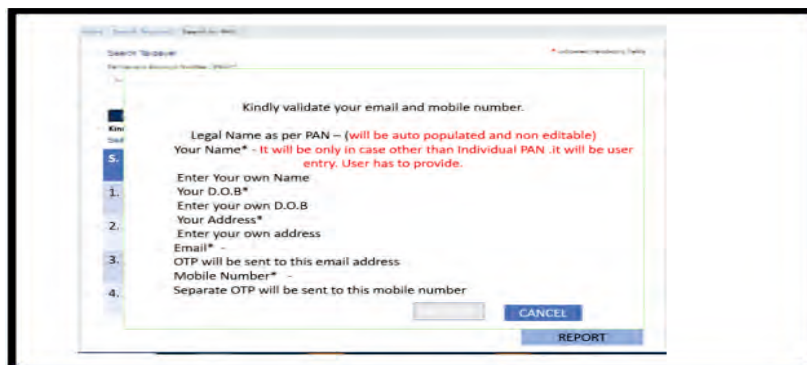 Search Taxpayer
Kindly validate your email and mobile number.
Legal Name as per PAN – (will be auto populated and non editable)
Your Name* - It will be only in case other than Individual PAN .it will be user
entry. User has to provide.
Enter Your own Name
Your D.O.B*
Enter your own D.O.B
Your Address*
Enter your own address
Email* -
OTP will be sent to this email address
Mobile Number* -
Separate OTP will be sent to this mobile number
S.
1.
2.
3.
4.
CANCEL
REPORT